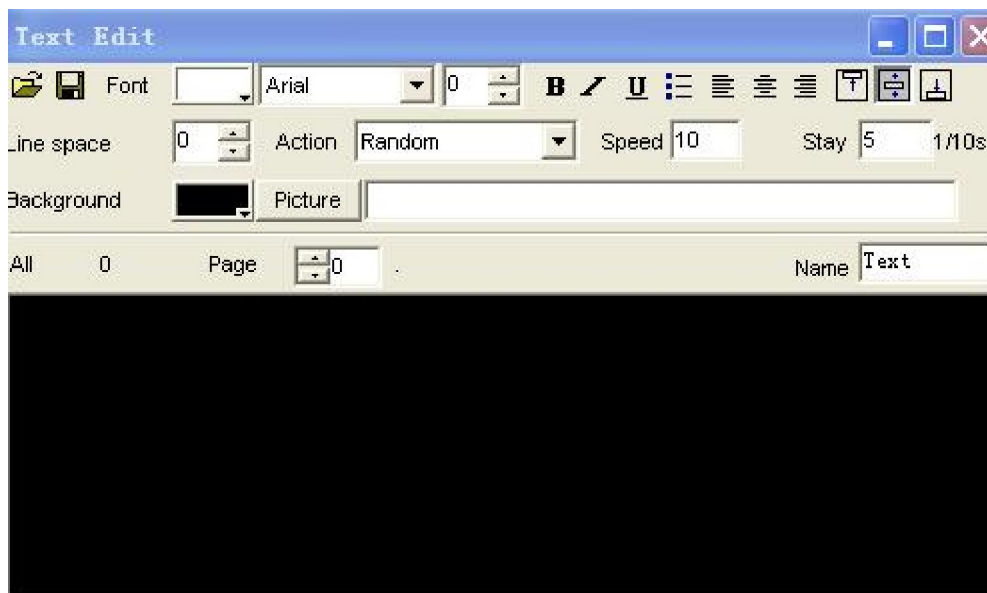 Text Edit
Font Arial 0 B I U
Line space 0 Action Random Speed 10 Stay 5 1/10s
Background Picture
All 0 Page 0 . Name Text